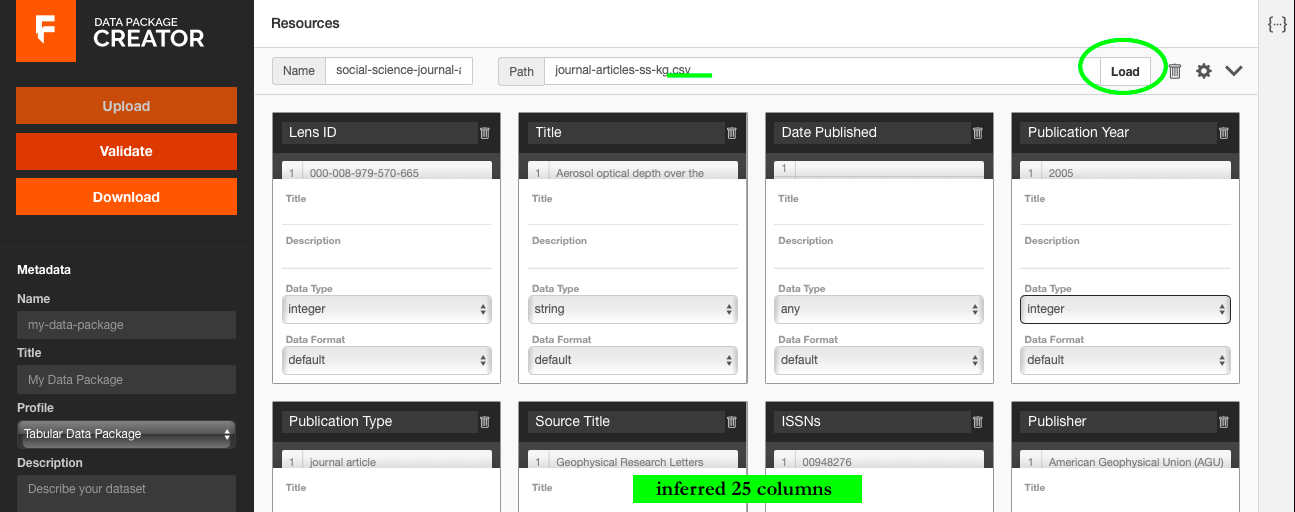 DATA PACKAGE
CREATOR
Upload
Validate
Download
Metadata
Name
my-data-package
Title
My Data Package
Profile
Tabular Data Package
Description
Describe your dataset
Resources
{...}
Name social-science-journal-a Path journal-articles-ss-kg.csv Load
Lens ID Title Date Published Publication Year
1 000-008-979-570-665 1 Aerosol optical depth over the 1 1 2005
Title Title Title Title
Description Description Description Description
Data Type Data Type Data Type Data Type
integer string any integer
Data Format Data Format Data Format Data Format
default default default default
Publication Type Source Title ISSNs Publisher
1 journal article 1 Geophysical Research Letters 1 00948276 1 American Geophysical Union (AGU)
Title Title Title Title
inferred 25 columns